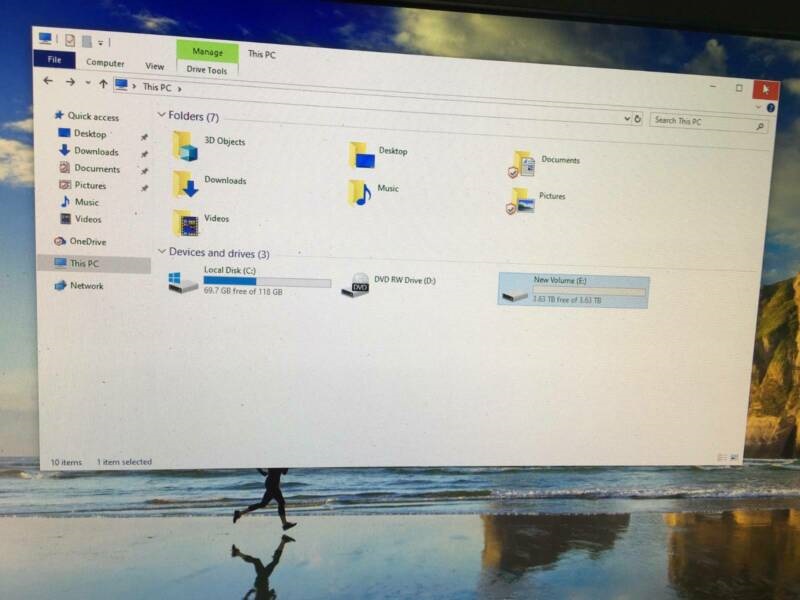 Manage
This PC
File
Computer
View
Drive Tools
This PC
Search This PC
Quick access
Desktop
Downloads
Documents
Pictures
Music
Videos
OneDrive
This PC
Network
Folders (7)
3D Objects
Desktop
Documents
Downloads
Music
Pictures
Videos
Devices and drives (3)
Local Disk (C:)
69.7 GB free of 118 GB
DVD RW Drive (D:)
DVD
New Volume (E:)
3.63 TB free of 3.63 TB
10 items
1 item selected